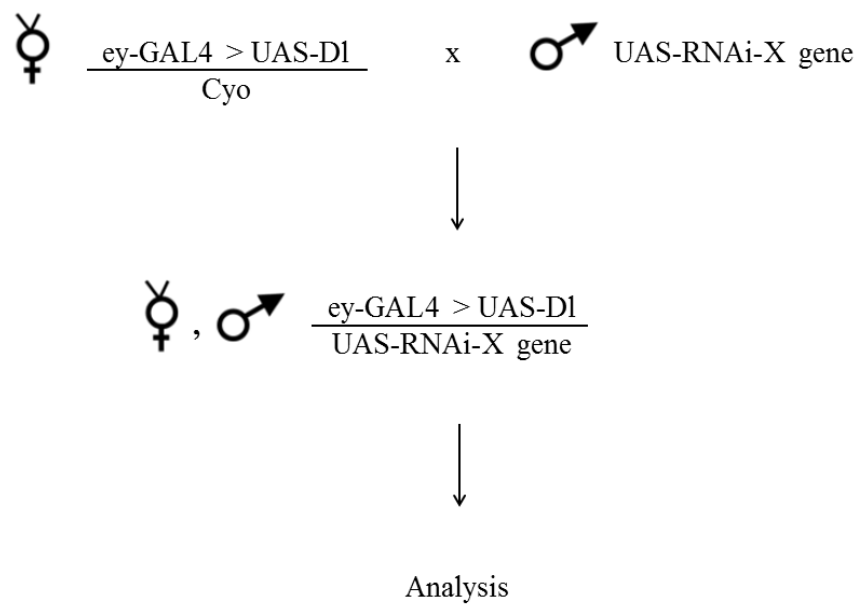 ey-GAL4 > UAS-Dl x UAS-RNAi-X gene
Cyo
, ey-GAL4 > UAS-Dl
UAS-RNAi-X gene
Analysis